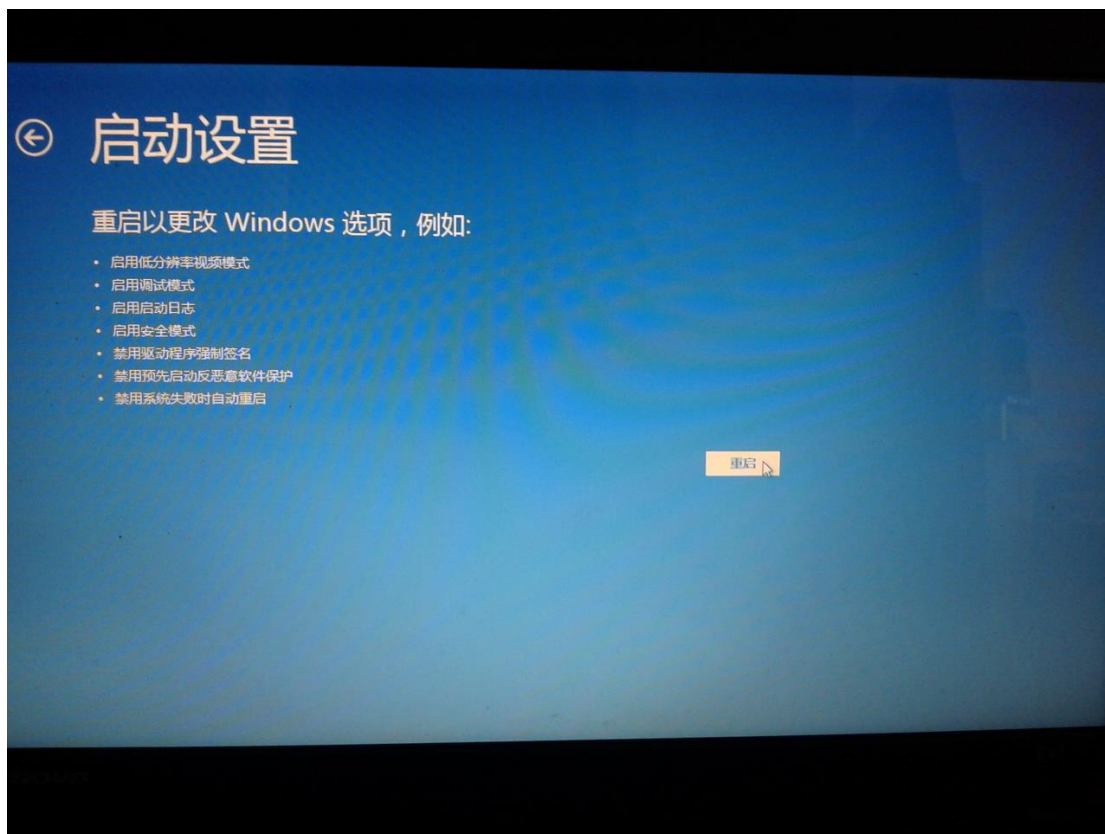 启动设置
重启以更改 Windows 选项，例如:
• 启用低分辨率视频模式
• 启用调试模式
• 启用启动日志
• 启用安全模式
• 禁用驱动程序强制签名
• 禁用预先启动反恶意软件保护
• 禁用系统失败时自动重启
重启